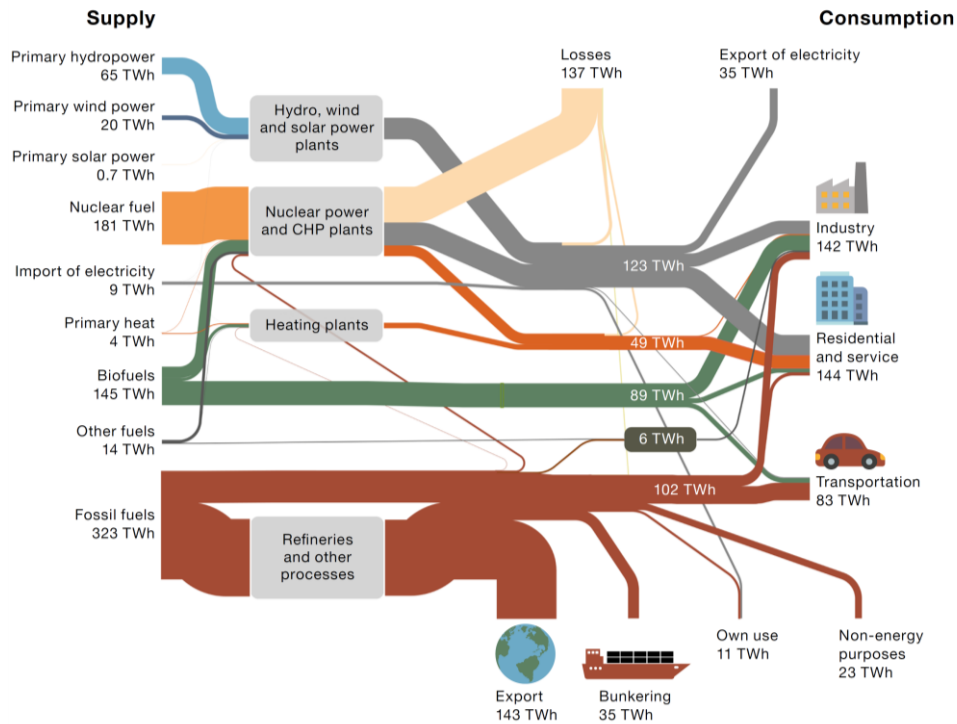 Supply
Consumption
Primary hydropower
65 TWh
Primary wind power
20 TWh
Primary solar power
0.7 TWh
Nuclear fuel
181 TWh
Import of electricity
9 TWh
Primary heat
4 TWh
Biofuels
145 TWh
Other fuels
14 TWh
Fossil fuels
323 TWh
Hydro, wind
and solar power
plants
Nuclear power
and CHP plants
Heating plants
Refineries
and other
processes
Losses
137 TWh
Export of electricity
35 TWh
123 TWh
49 TWh
89 TWh
6 TWh
102 TWh
Industry
142 TWh
Residential
and service
144 TWh
Transportation
83 TWh
Export
143 TWh
Bunkering
35 TWh
Own use
11 TWh
Non-energy
purposes
23 TWh